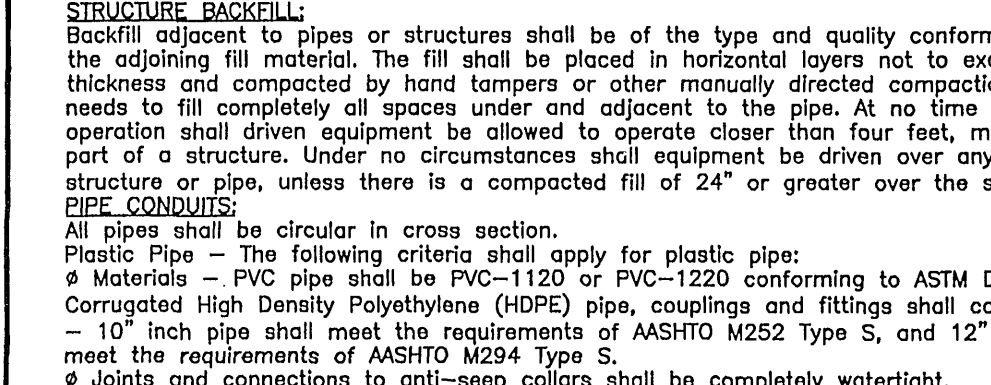 STRUCTURE BACKFILL:
Backfill adjacent to pipes or structures shall be of the type and quality conform
the adjoining fill material. The fill shall be placed in horizontal layers not to exc
thickness and compacted by hand tampers or other manually directed compactio
needs to fill completely all spaces under and adjacent to the pipe. At no time
operation shall driven equipment be allowed to operate closer than four feet, m
part of a structure. Under no circumstances shall equipment be driven over any
structure or pipe, unless there is a compacted fill of 24" or greater over the s
PIPE CONDUITS:
All pipes shall be circular in cross section.
Plastic Pipe – The following criteria shall apply for plastic pipe:
Ø Materials – PVC pipe shall be PVC–1120 or PVC–1220 conforming to ASTM D
Corrugated High Density Polyethylene (HDPE) pipe, couplings and fittings shall co
– 10" inch pipe shall meet the requirements of AASHTO M252 Type S, and 12"
meet the requirements of AASHTO M294 Type S.
Ø Joints and connections to anti–seep collars shall be completely watertight.